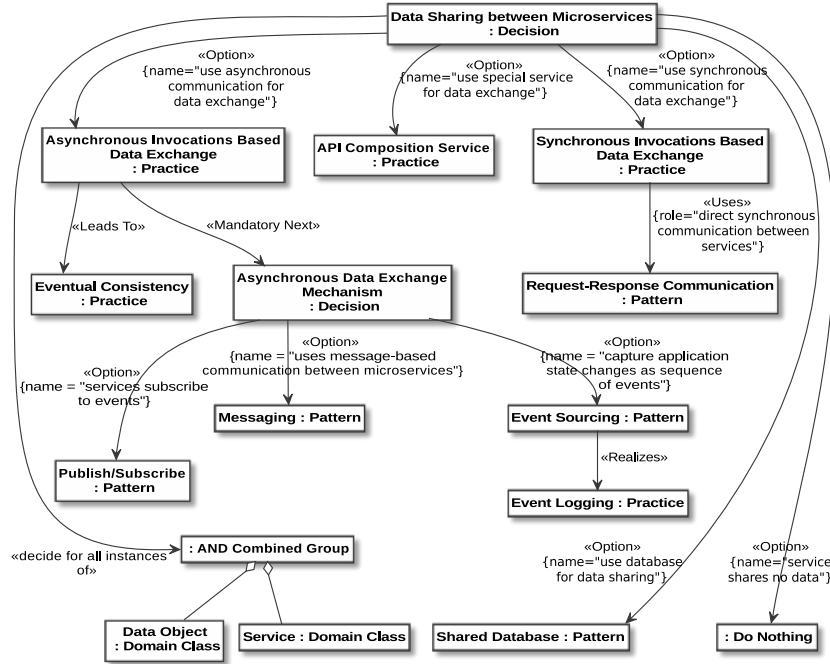 Data Sharing between Microservices
: Decision
«Option»
{name="use asynchronous
communication for
data exchange"}
«Option»
{name="use special service
for data exchange"}
«Option»
{name="use synchronous
communication for
data exchange"}
Asynchronous Invocations Based
Data Exchange
: Practice
API Composition Service
: Practice
Synchronous Invocations Based
Data Exchange
: Practice
«Leads To»
«Mandatory Next»
«Uses»
{role="direct synchronous
communication between
services"}
Eventual Consistency
: Practice
Asynchronous Data Exchange
Mechanism
: Decision
Request-Response Communication
: Pattern
«Option»
{name = "services subscribe
to events"}
«Option»
{name = "uses message-based
communication between microservices"}
«Option»
{name = "capture application
state changes as sequence
of events"}
Messaging : Pattern
Event Sourcing : Pattern
Publish/Subscribe
: Pattern
«Realizes»
Event Logging : Practice
«decide for all instances
of»
: AND Combined Group
«Option»
{name="use database
for data sharing"}
«Option»
{name="service
shares no data"}
Data Object
: Domain Class
Service : Domain Class
Shared Database : Pattern
: Do Nothing